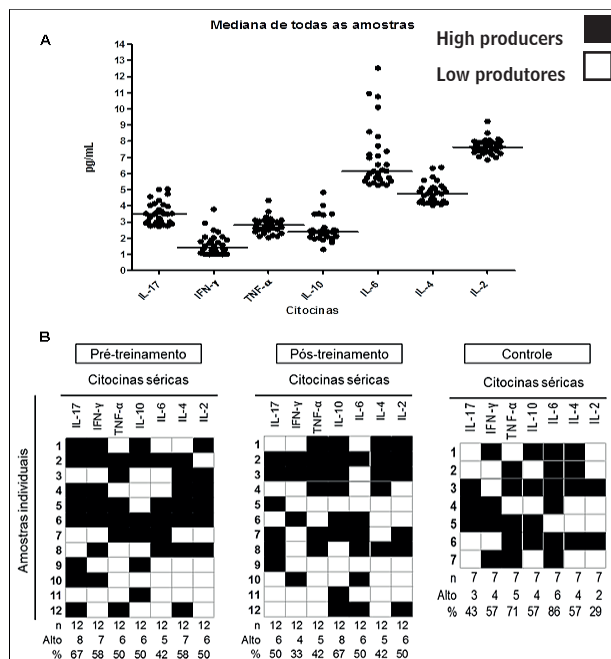 Mediana de todas as amostras
High producers
Low produtores
A
14
13
12
11
10
9
8
7
6
5
4
3
2
1
0
pg/mL
IL-17
IFN-γ
TNF-α
IL-10
IL-6
IL-4
IL-2
Citocinas
B
Pré-treinamento
Citocinas séricas
IL-17 IFN-γ TNF-α IL-10 IL-6 IL-4 IL-2
Amostras individuais
1
2
3
4
5
6
7
8
9
10
11
12
n 12 12 12 12 12 12 12
Alto 8 7 6 6 5 7 6
% 67 58 50 50 42 58 50
Pós-treinamento
Citocinas séricas
IL-17 IFN-γ TNF-α IL-10 IL-6 IL-4 IL-2
1
2
3
4
5
6
7
8
9
10
11
12
n 12 12 12 12 12 12 12
Alto 6 4 5 8 6 5 6
% 50 33 42 67 50 42 50
Controle
Citocinas séricas
IL-17 IFN-γ TNF-α IL-10 IL-6 IL-4 IL-2
1
2
3
4
5
6
7
n 7 7 7 7 7 7 7
Alto 3 4 5 4 6 4 2
% 43 57 71 57 86 57 29